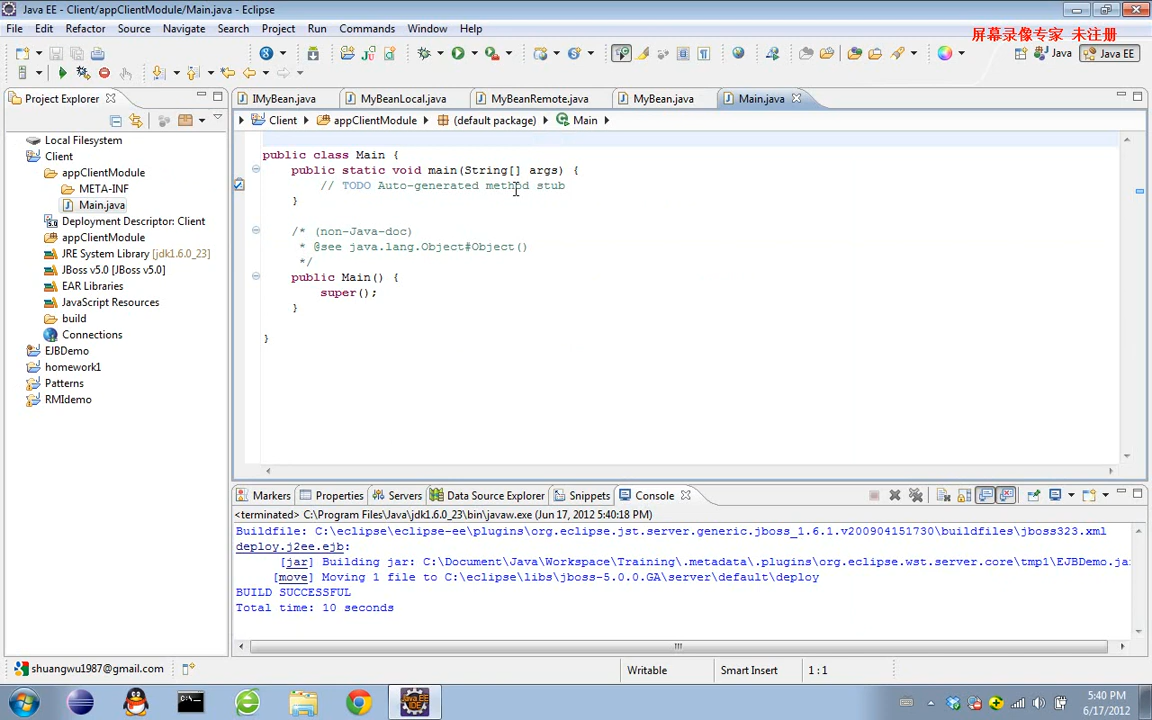 Java EE - Client/appClientModule/Main.java - Eclipse
File Edit Refactor Source Navigate Search Project Run Commands Window Help
屏幕录像专家 未注册
Java Java EE
Project Explorer
IMyBean.java MyBeanLocal.java MyBeanRemote.java MyBean.java Main.java
Client appClientModule (default package) Main
Local Filesystem
Client
appClientModule
META-INF
Main.java
Deployment Descriptor: Client
appClientModule
JRE System Library [jdk1.6.0_23]
JBoss v5.0 [JBoss v5.0]
EAR Libraries
JavaScript Resources
build
Connections
EJBDemo
homework1
Patterns
RMIdemo
public class Main {
public static void main(String[] args) {
// TODO Auto-generated method stub
}
/* (non-Java-doc)
* @see java.lang.Object#Object()
*/
public Main() {
super();
}
}
Markers Properties Servers Data Source Explorer Snippets Console
<terminated> C:\Program Files\Java\jdk1.6.0_23\bin\javaw.exe (Jun 17, 2012 5:40:18 PM)
Buildfile: C:\eclipse\eclipse-ee\plugins\org.eclipse.jst.server.generic.jboss_1.6.1.v200904151730\buildfiles\jboss323.xml
deploy.j2ee.ejb:
[jar] Building jar: C:\Document\Java\Workspace\Training\.metadata\.plugins\org.eclipse.wst.server.core\tmp1\EJBDemo.ja
[move] Moving 1 file to C:\eclipse\libs\jboss-5.0.0.GA\server\default\deploy
BUILD SUCCESSFUL
Total time: 10 seconds
shuangwu1987@gmail.com
Writable Smart Insert 1 : 1
5:40 PM
6/17/2012